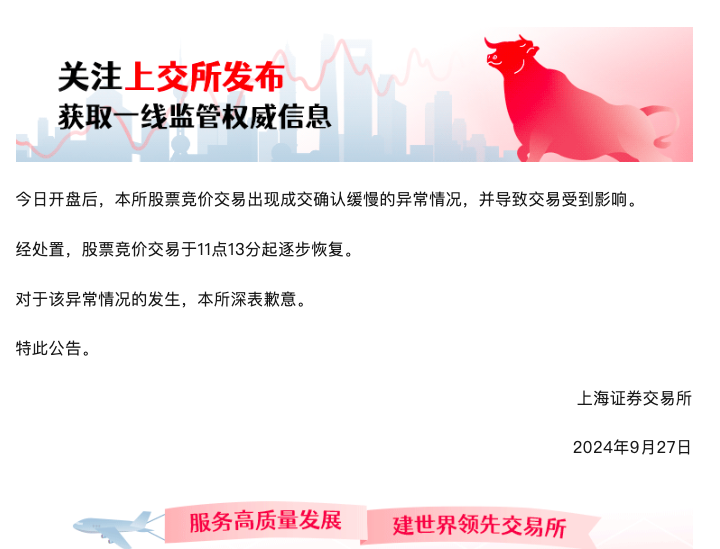 关注上交所发布
获取一线监管权威信息
今日开盘后，本所股票竞价交易出现成交确认缓慢的异常情况，并导致交易受到影响。
经处置，股票竞价交易于11点13分起逐步恢复。
对于该异常情况的发生，本所深表歉意。
特此公告。
上海证券交易所
2024年9月27日
服务高质量发展 建世界领先交易所